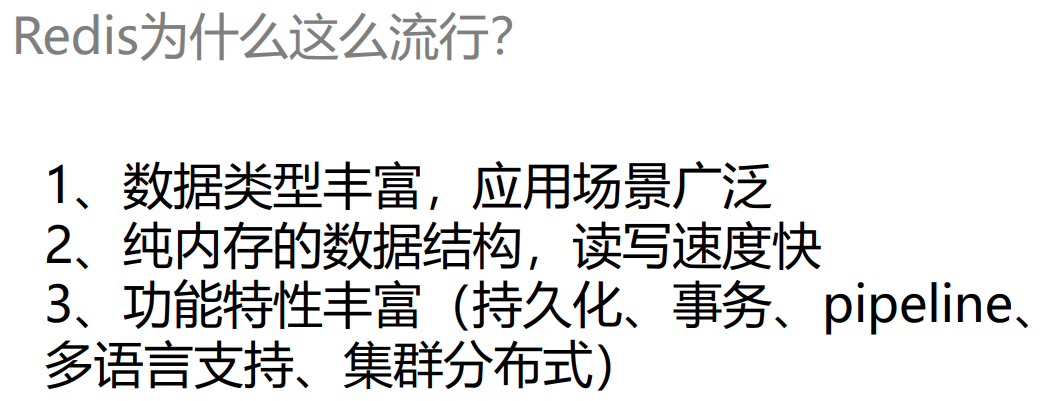 Redis为什么这么流行？
1、数据类型丰富，应用场景广泛
2、纯内存的数据结构，读写速度快
3、功能特性丰富（持久化、事务、pipeline、
多语言支持、集群分布式）